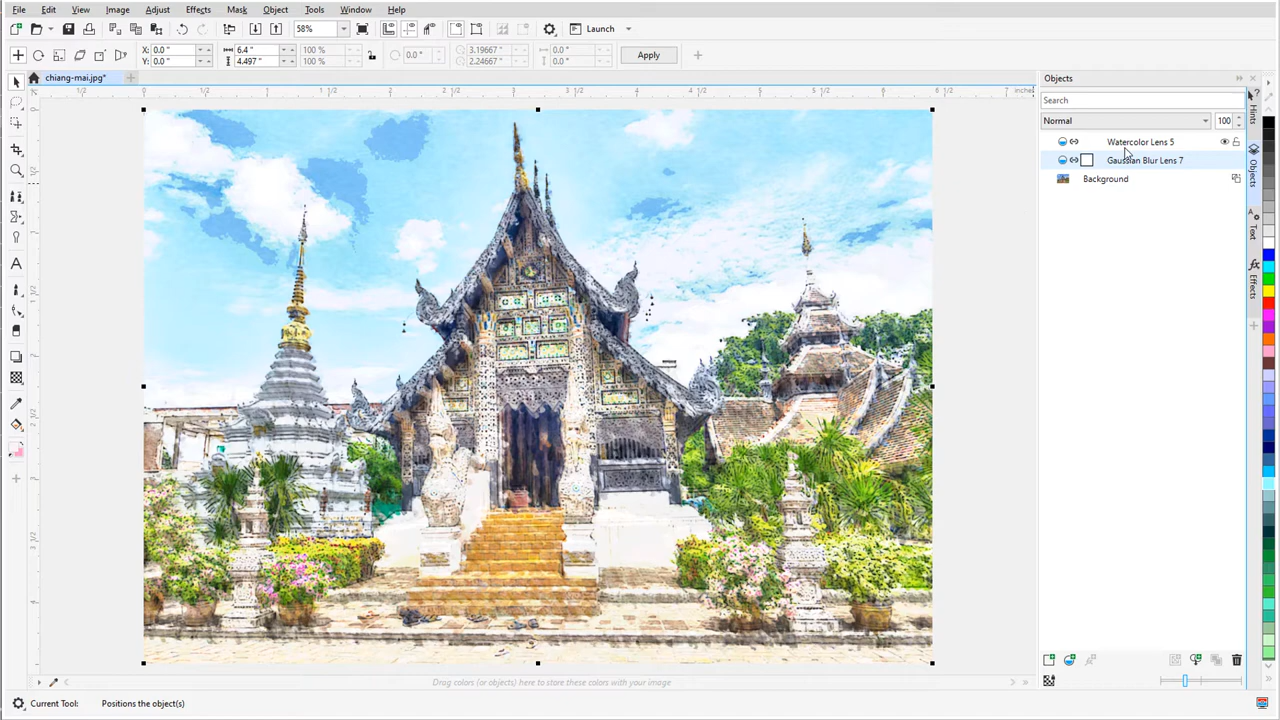 File Edit View Image Adjust Effects Mask Object Tools Window Help
58% Launch
X: 0.0 " 6.4 " 100 % 0.0 ° 3.19667 " 0.0 "
Y: 0.0 " 4.497 " 100 % 2.24667 " 0.0 "
Apply
chiang-mai.jpg*
Objects
inches
Search
Hints
Normal 100
Watercolor Lens 5
Gaussian Blur Lens 7
Objects
Background
Text
Effects
Drag colors (or objects) here to store these colors with your image
Current Tool: Positions the object(s)